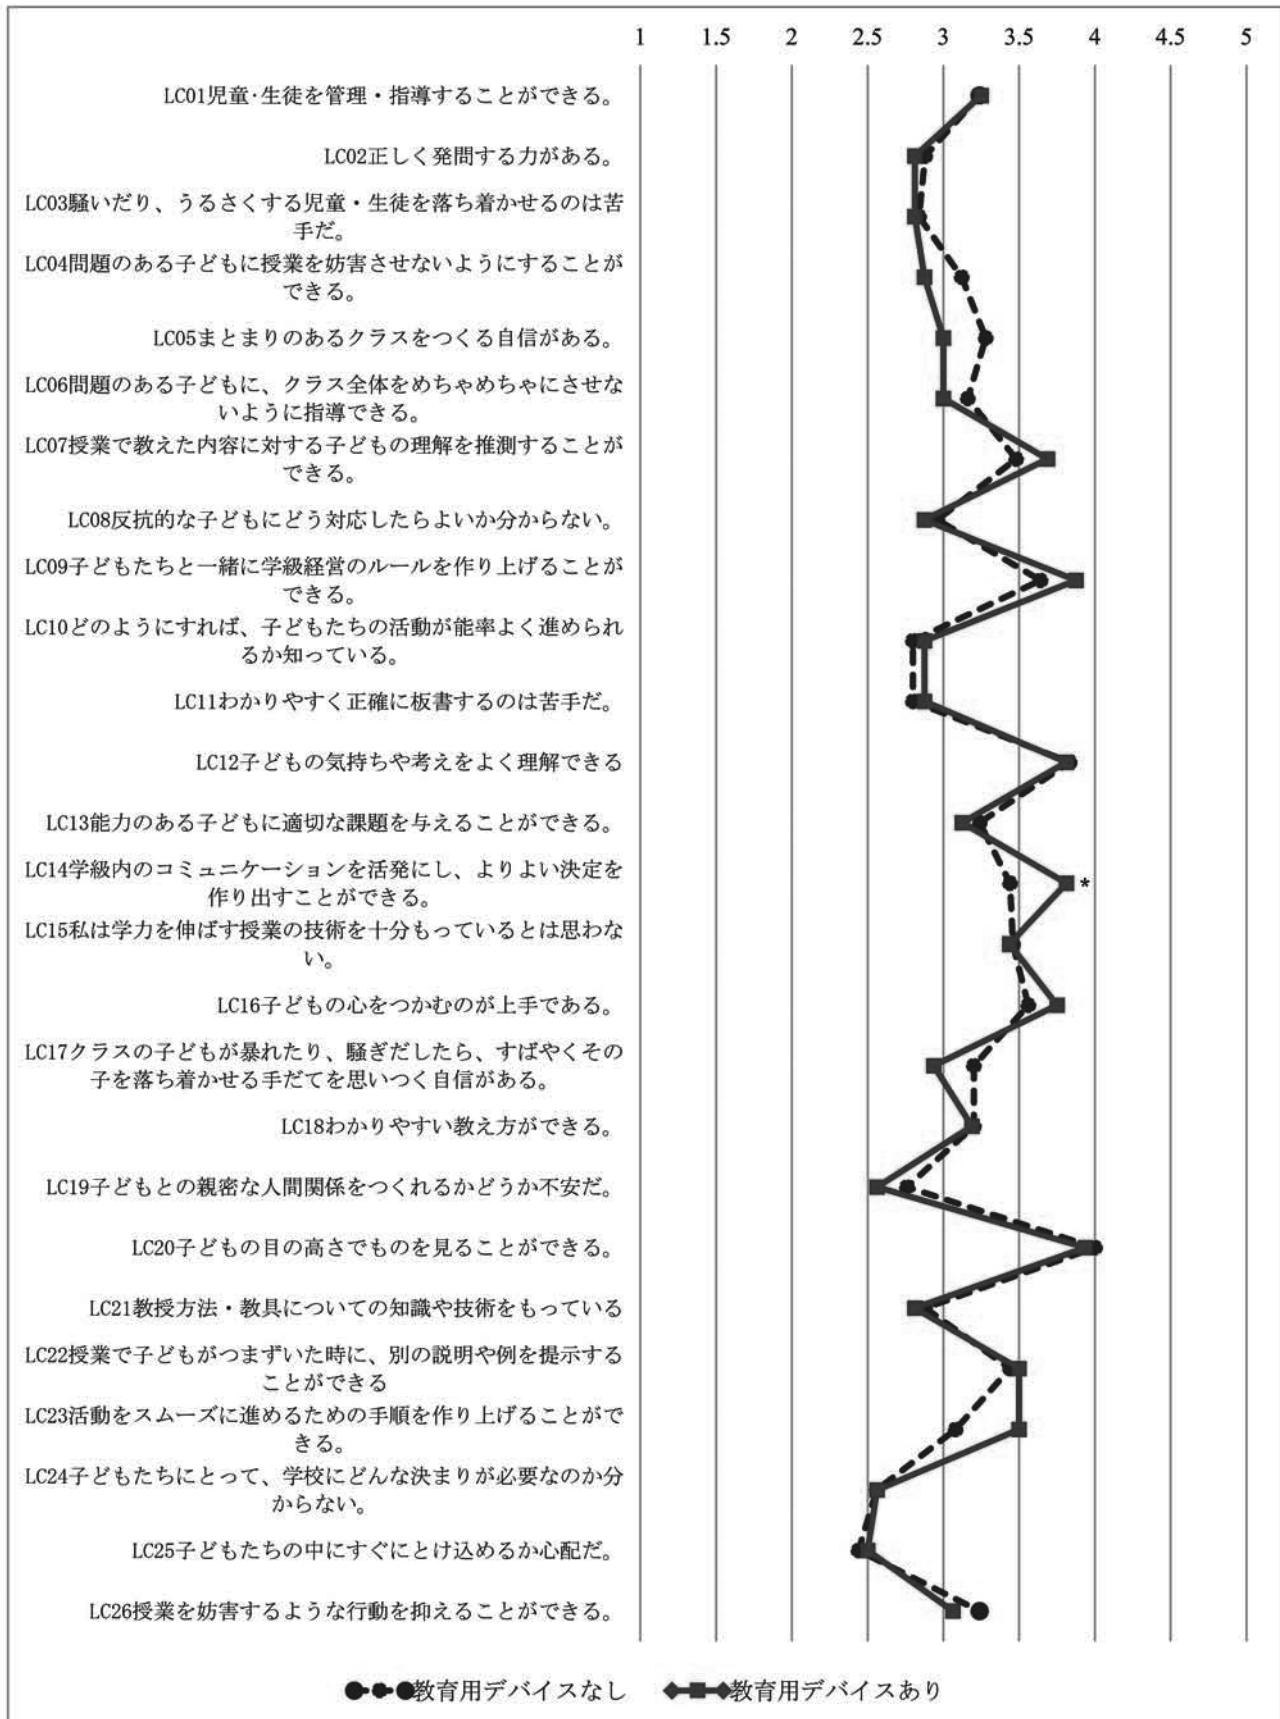 1 1.5 2 2.5 3 3.5 4 4.5 5
LC01児童・生徒を管理・指導することができる。
LC02正しく発問する力がある。
LC03騒いだり、うるさくする児童・生徒を落ち着かせるのは苦
手だ。
LC04問題のある子どもに授業を妨害させないようにすることが
できる。
LC05まとまりのあるクラスをつくる自信がある。
LC06問題のある子どもに、クラス全体をめちゃめちゃにさせな
いように指導できる。
LC07授業で教えた内容に対する子どもの理解を推測することが
できる。
LC08反抗的な子どもにどう対応したらよいか分からない。
LC09子どもたちと一緒に学級経営のルールを作り上げることが
できる。
LC10どのようにすれば、子どもたちの活動が能率よく進められ
るか知っている。
LC11わかりやすく正確に板書するのは苦手だ。
LC12子どもの気持ちや考えをよく理解できる
LC13能力のある子どもに適切な課題を与えることができる。
LC14学級内のコミュニケーションを活発にし、よりよい決定を
作り出すことができる。
*
LC15私は学力を伸ばす授業の技術を十分もっているとは思わな
い。
LC16子どもの心をつかむのが上手である。
LC17クラスの子どもが暴れたり、騒ぎだしたら、すばやくその
子を落ち着かせる手だてを思いつく自信がある。
LC18わかりやすい教え方ができる。
LC19子どもとの親密な人間関係をつくれるかどうか不安だ。
LC20子どもの目の高さでものを見ることができる。
LC21教授方法・教具についての知識や技術をもっている
LC22授業で子どもがつまずいた時に、別の説明や例を提示する
ことができる
LC23活動をスムーズに進めるための手順を作り上げることがで
きる。
LC24子どもたちにとって、学校にどんな決まりが必要なのか分
からない。
LC25子どもたちの中にすぐにとけ込めるか心配だ。
LC26授業を妨害するような行動を抑えることができる。
教育用デバイスなし 教育用デバイスあり